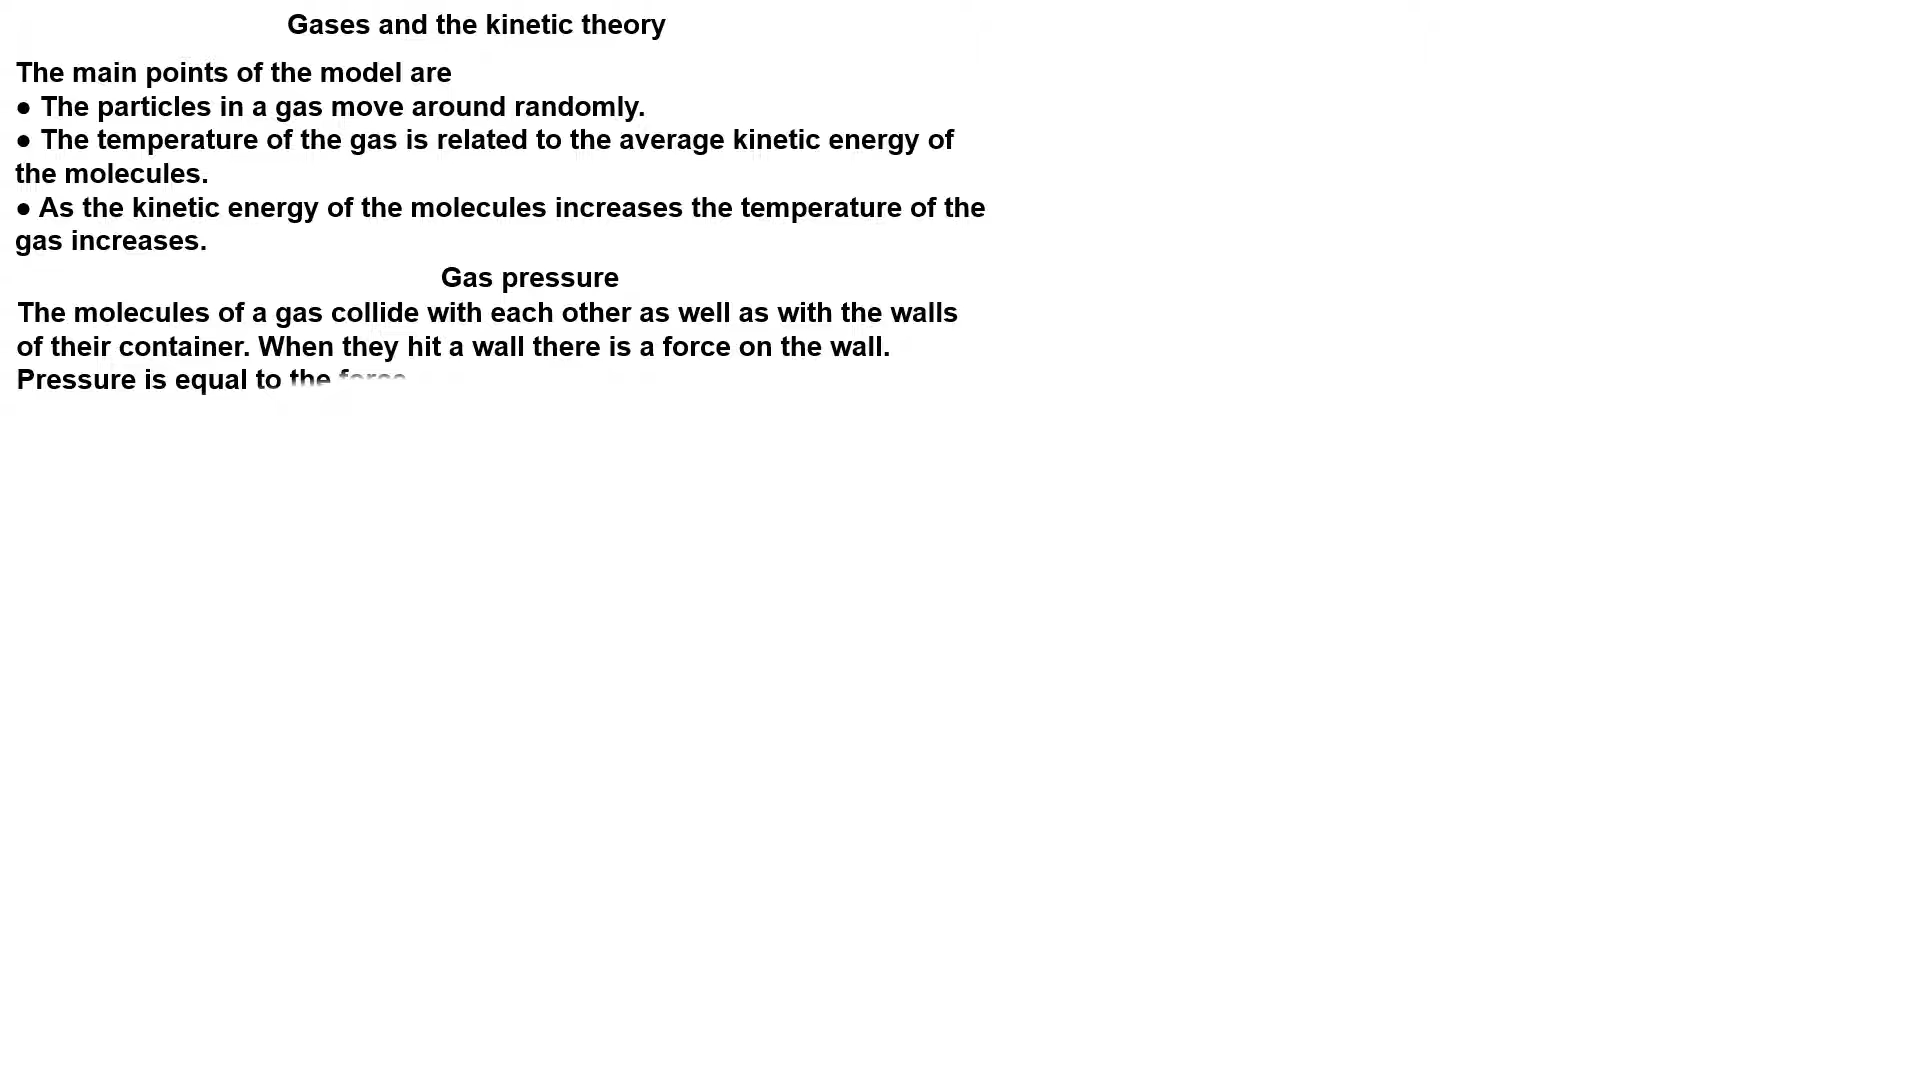 Gases and the kinetic theory
The main points of the model are
● The particles in a gas move around randomly.
● The temperature of the gas is related to the average kinetic energy of
the molecules.
● As the kinetic energy of the molecules increases the temperature of the
gas increases.
Gas pressure
The molecules of a gas collide with each other as well as with the walls
of their container. When they hit a wall there is a force on the wall.
Pressure is equal to the